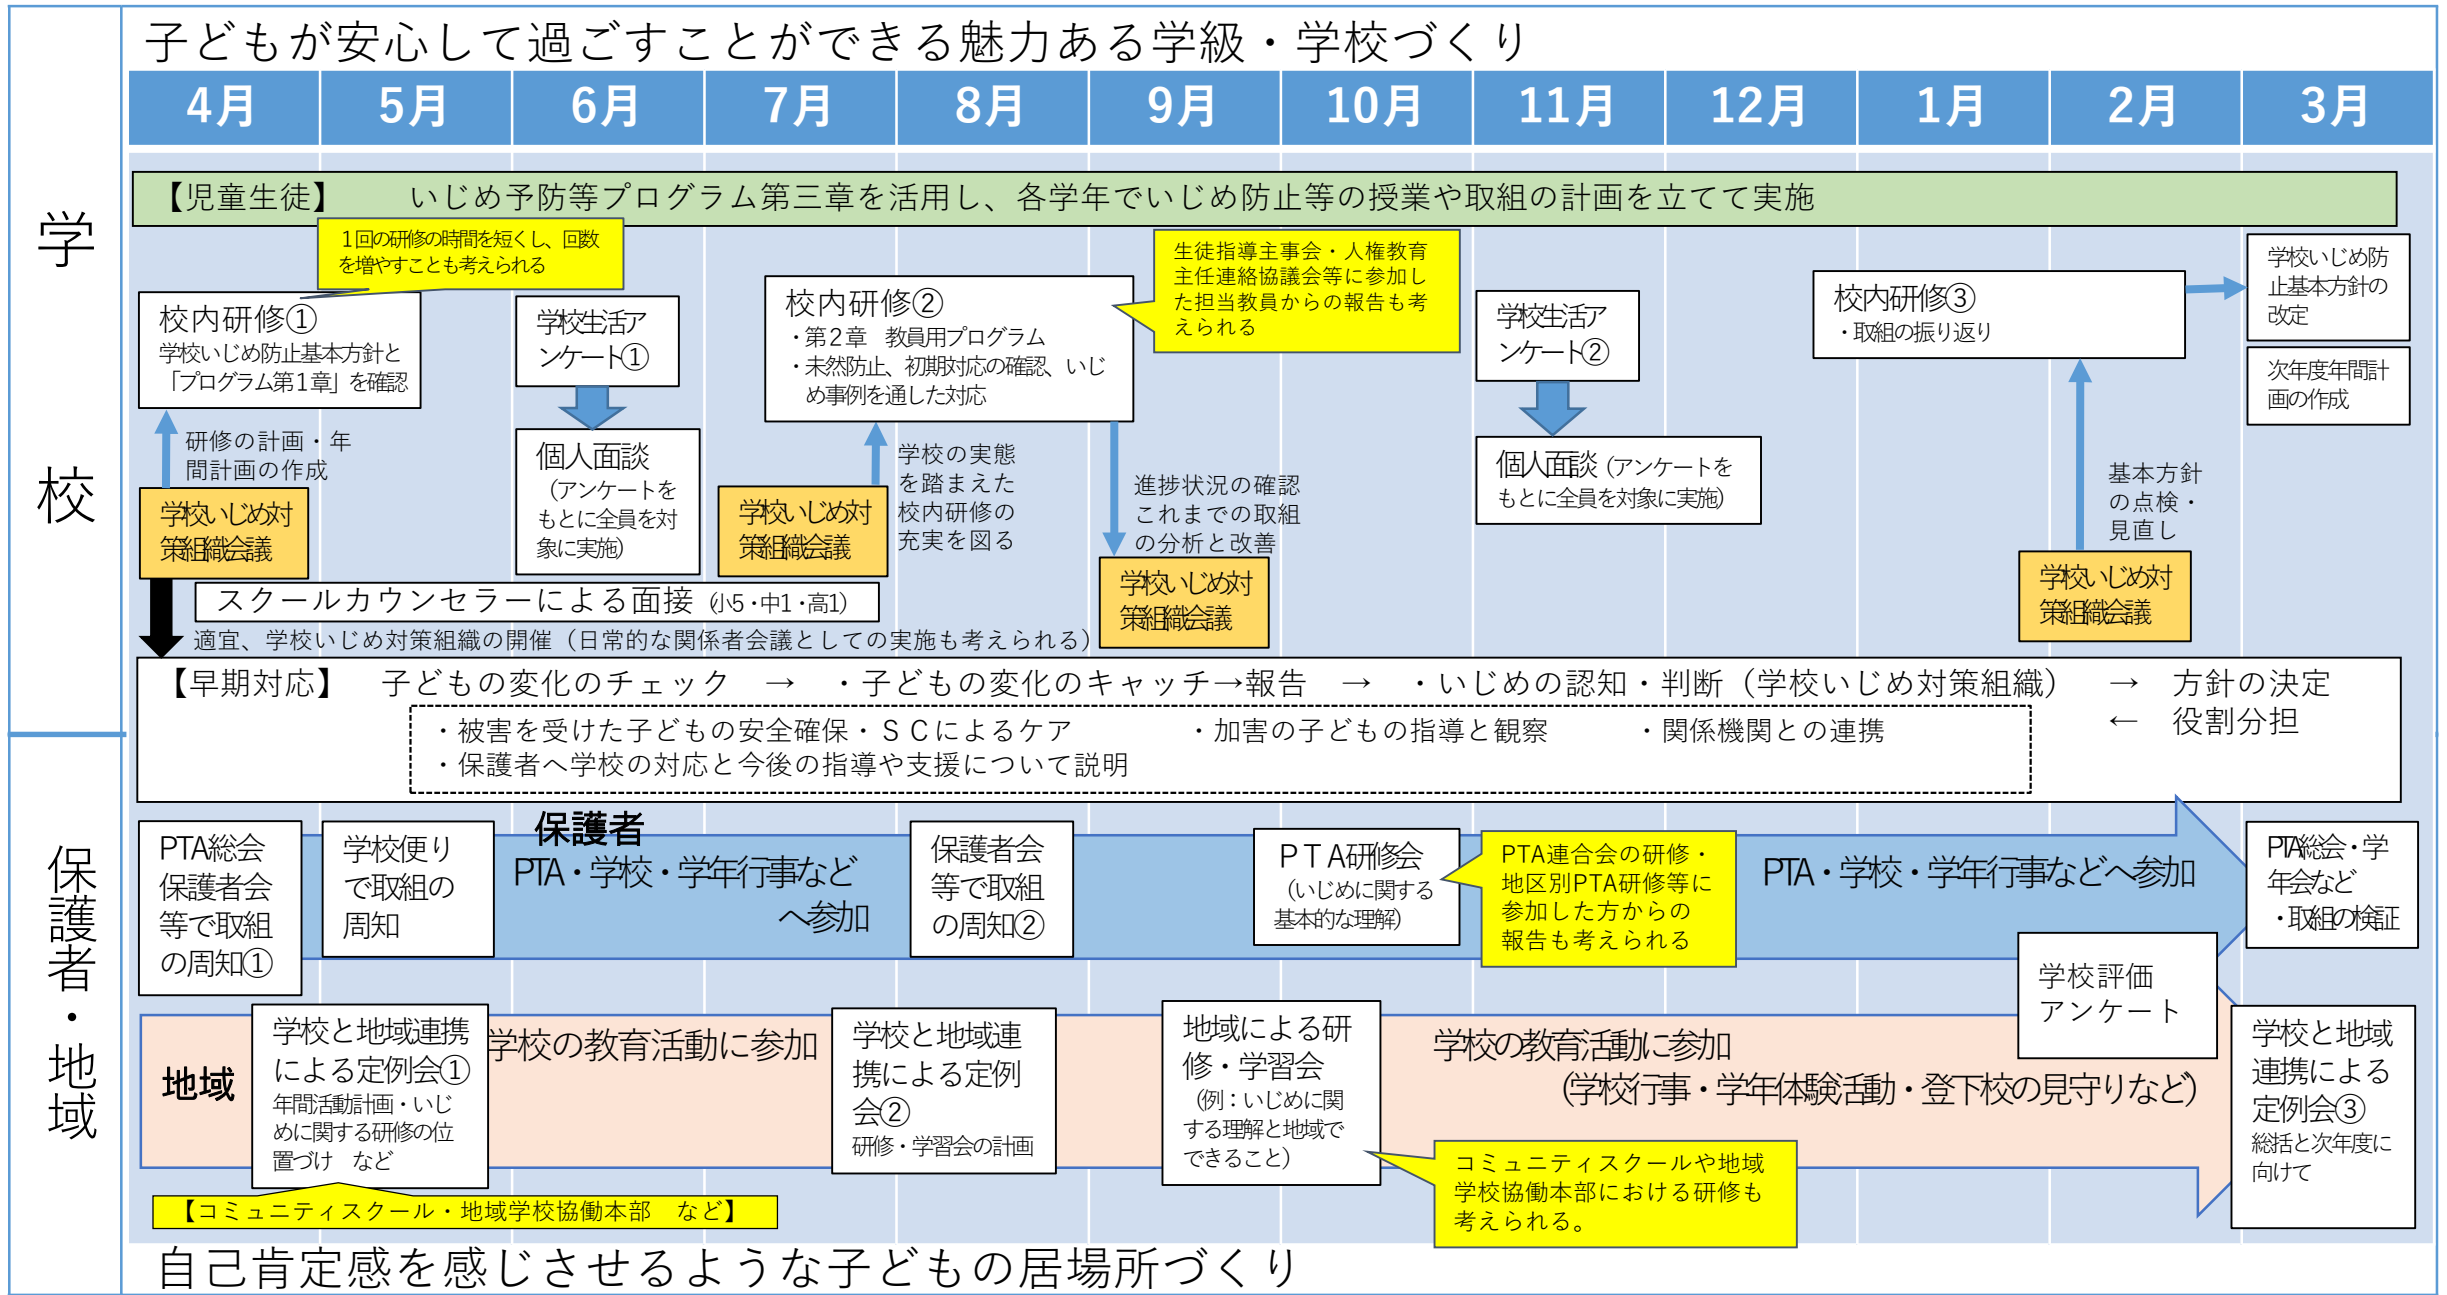 子どもが安心して過ごすことができる魅力ある学級・学校づくり
4月 5月 6月 7月 8月 9月 10月 11月 12月 1月 2月 3月
学
校
【児童生徒】 いじめ予防等プログラム第三章を活用し、各学年でいじめ防止等の授業や取組の計画を立てて実施
1回の研修の時間を短くし、回数
を増やすことも考えられる
校内研修①
学校いじめ防止基本方針と
「プログラム第1章」を確認
研修の計画・年
間計画の作成
学校いじめ対
策組織会議
学校生活ア
ンケート①
個人面談
（アンケートを
もとに全員を対
象に実施）
校内研修②
・第2章 教員用プログラム
・未然防止、初期対応の確認、いじ
め事例を通した対応
生徒指導主事会・人権教育
主任連絡協議会等に参加し
た担当教員からの報告も考
えられる
学校いじめ対
策組織会議
学校の実態
を踏まえた
校内研修の
充実を図る
進捗状況の確認
これまでの取組
の分析と改善
学校いじめ対
策組織会議
学校生活ア
ンケート②
個人面談（アンケートを
もとに全員を対象に実施）
校内研修③
・取組の振り返り
基本方針
の点検・
見直し
学校いじめ対
策組織会議
学校いじめ防
止基本方針の
改定
次年度年間計
画の作成
スクールカウンセラーによる面接（小5・中1・高1）
適宜、学校いじめ対策組織の開催（日常的な関係者会議としての実施も考えられる）
【早期対応】 子どもの変化のチェック → ・子どもの変化のキャッチ→報告 → ・いじめの認知・判断（学校いじめ対策組織） → 方針の決定
← 役割分担
・被害を受けた子どもの安全確保・ＳＣによるケア ・加害の子どもの指導と観察 ・関係機関との連携
・保護者へ学校の対応と今後の指導や支援について説明
保護者・地域
PTA総会
保護者会
等で取組
の周知①
学校便り
で取組の
周知
保護者
PTA・学校・学年行事など
へ参加
保護者会
等で取組
の周知②
ＰＴＡ研修会
（いじめに関する
基本的な理解）
PTA連合会の研修・
地区別PTA研修等に
参加した方からの
報告も考えられる
PTA・学校・学年行事などへ参加
PTA総会・学
年会など
・取組の検証
学校評価
アンケート
地域
学校と地域連携
による定例会①
年間活動計画・いじ
めに関する研修の位
置づけ など
【コミュニティスクール・地域学校協働本部 など】
学校の教育活動に参加
学校と地域連
携による定例
会②
研修・学習会の計画
地域による研
修・学習会
（例：いじめに関
する理解と地域で
できること）
コミュニティスクールや地域
学校協働本部における研修も
考えられる。
学校の教育活動に参加
（学校行事・学年体験活動・登下校の見守りなど）
学校と地域
連携による
定例会③
総括と次年度に
向けて
自己肯定感を感じさせるような子どもの居場所づくり